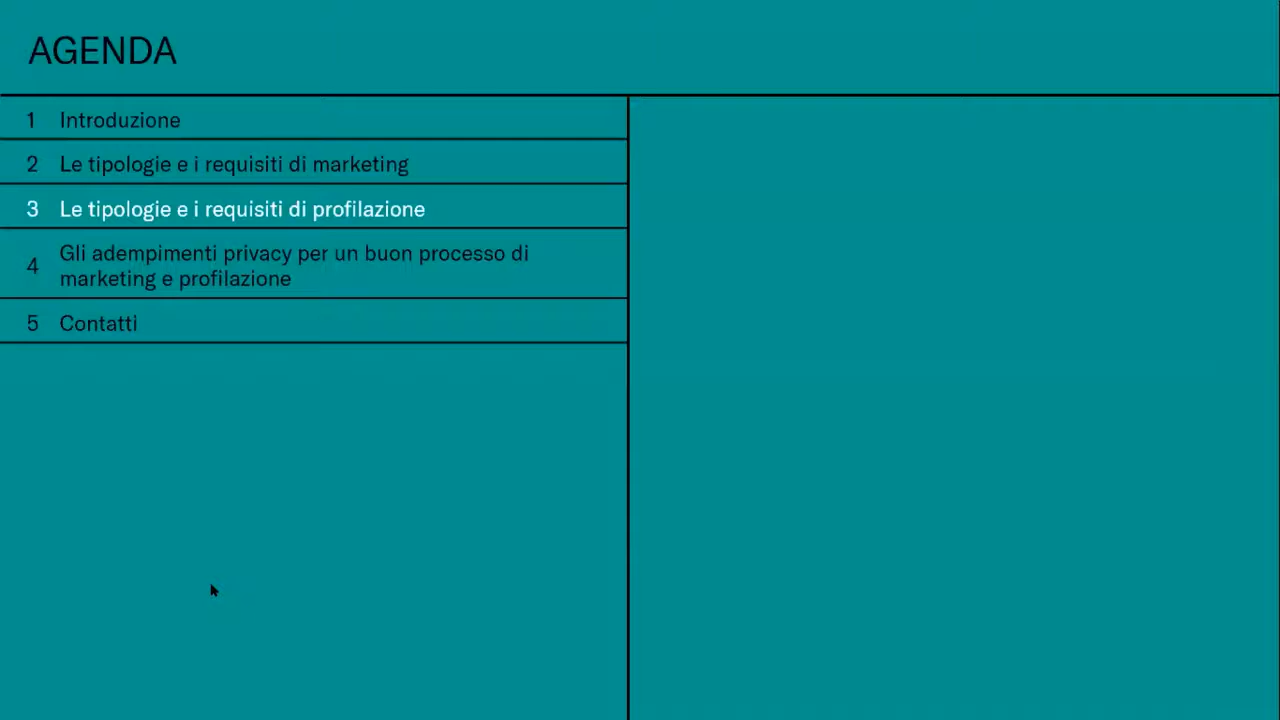 AGENDA
1 Introduzione
2 Le tipologie e i requisiti di marketing
3 Le tipologie e i requisiti di profilazione
4 Gli adempimenti privacy per un buon processo di
marketing e profilazione
5 Contatti